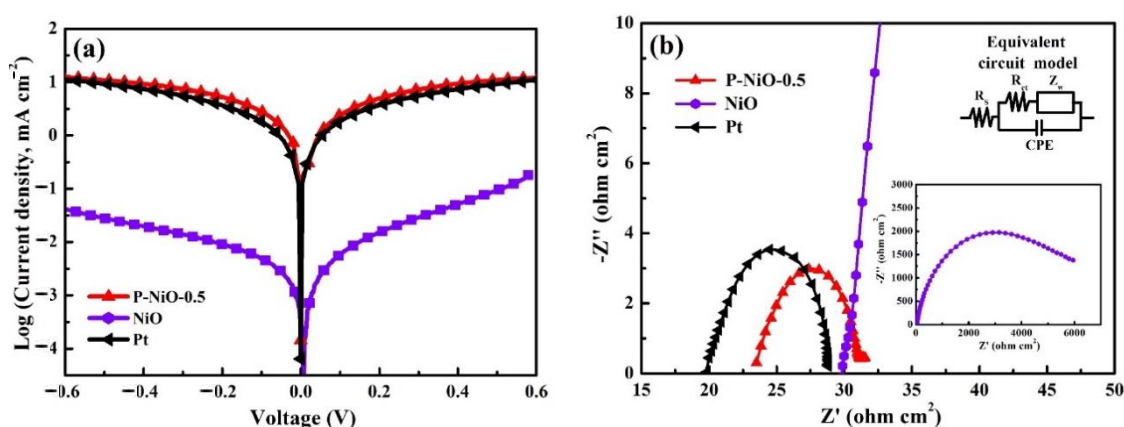 (a)
Log (Current density, mA cm⁻²)
2
1
0
−1
−2
−3
−4
P-NiO-0.5
NiO
Pt
−0.6 −0.4 −0.2 0.0 0.2 0.4 0.6
Voltage (V)
(b)
-Z'' (ohm cm²)
10
8
6
4
2
0
P-NiO-0.5
NiO
Pt
Equivalent
circuit model
Rct Zw
Rs
CPE
-Z'' (ohm cm²)
3000
2500
2000
1500
1000
500
0
0 2000 4000 6000
Z' (ohm cm²)
15 20 25 30 35 40 45 50
Z' (ohm cm²)